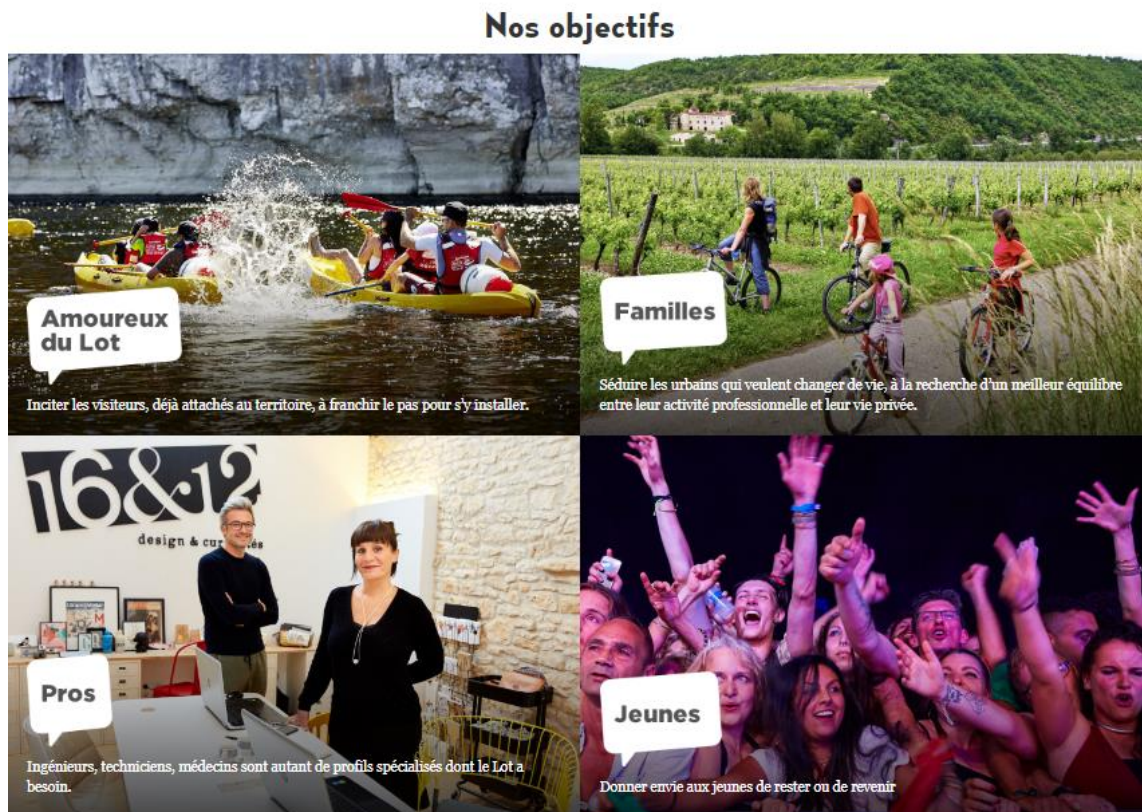 Nos objectifs
Amoureux
du Lot
Inciter les visiteurs, déjà attachés au territoire, à franchir le pas pour s'y installer.
Familles
Séduire les urbains qui veulent changer de vie, à la recherche d'un meilleur équilibre
entre leur activité professionnelle et leur vie privée.
16&12
design &
Pros
Ingénieurs, techniciens, médecins sont autant de profils spécialisés dont le Lot a
besoin.
Jeunes
Donner envie aux jeunes de rester ou de revenir